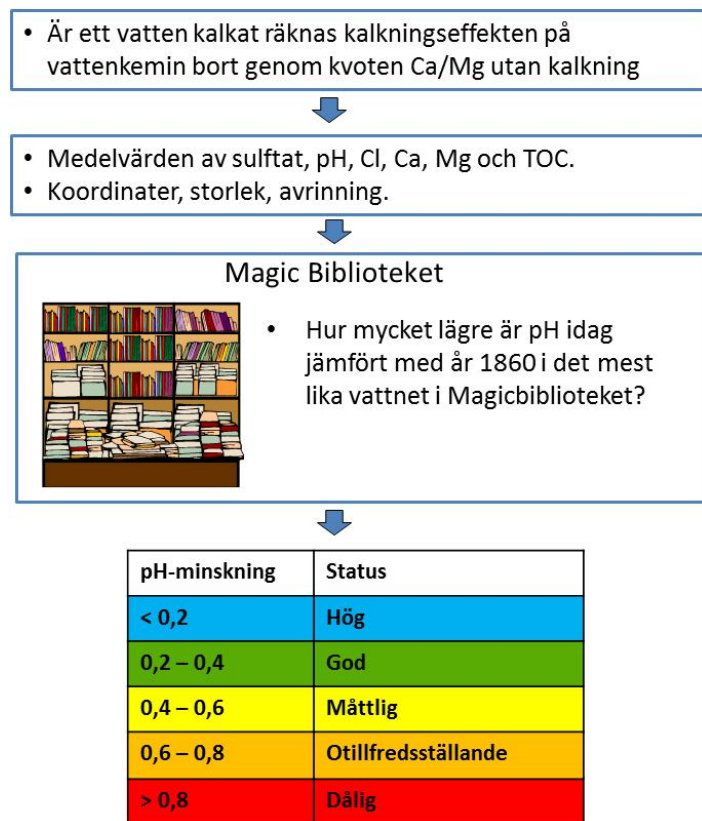 • Är ett vatten kalkat räknas kalkningseffekten på
vattenkemin bort genom kvoten Ca/Mg utan kalkning
• Medelvärden av sulftat, pH, Cl, Ca, Mg och TOC.
• Koordinater, storlek, avrinning.
Magic Biblioteket
• Hur mycket lägre är pH idag
jämfört med år 1860 i det mest
lika vattnet i Magicbiblioteket?
pH-minskning Status
< 0,2 Hög
0,2 – 0,4 God
0,4 – 0,6 Måttlig
0,6 – 0,8 Otillfredsställande
> 0,8 Dålig